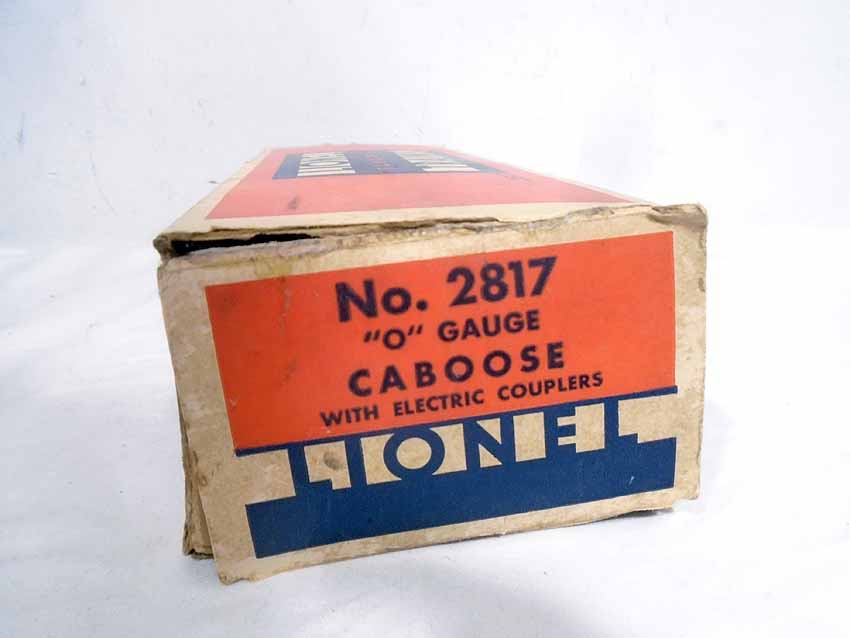 No. 2817
"O" GAUGE
CABOOSE
WITH ELECTRIC COUPLERS
LIONEL